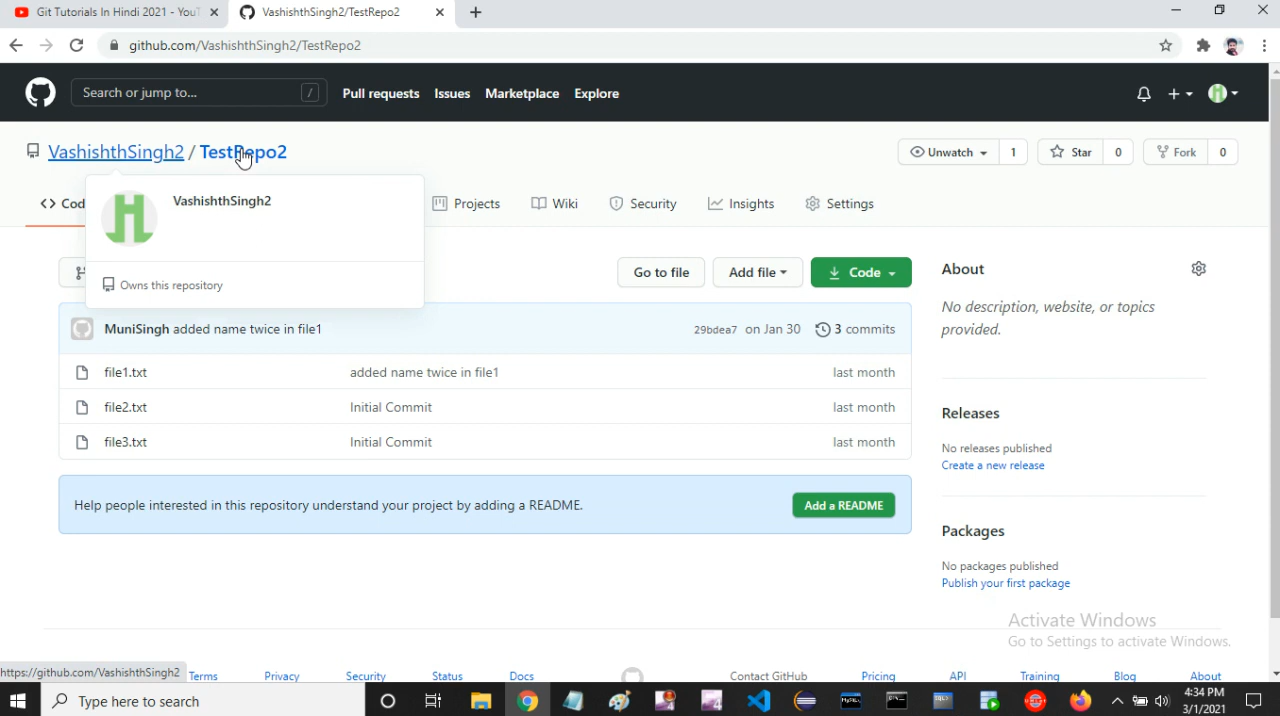 Git Tutorials In Hindi 2021 - YouT
VashishthSingh2/TestRepo2
github.com/VashishthSingh2/TestRepo2
Search or jump to... /
Pull requests Issues Marketplace Explore
VashishthSingh2 / TestRepo2
Unwatch 1 Star 0 Fork 0
<> Cod Projects Wiki Security Insights Settings
VashishthSingh2
Owns this repository
Go to file Add file Code
MuniSingh added name twice in file1 29bdea7 on Jan 30 3 commits
file1.txt added name twice in file1 last month
file2.txt Initial Commit last month
file3.txt Initial Commit last month
Help people interested in this repository understand your project by adding a README. Add a README
About
No description, website, or topics
provided.
Releases
No releases published
Create a new release
Packages
No packages published
Publish your first package
Activate Windows
Go to Settings to activate Windows.
https://github.com/VashishthSingh2 Terms Privacy Security Status Docs Contact GitHub Pricing API Training Blog About
Type here to search
4:34 PM
3/1/2021